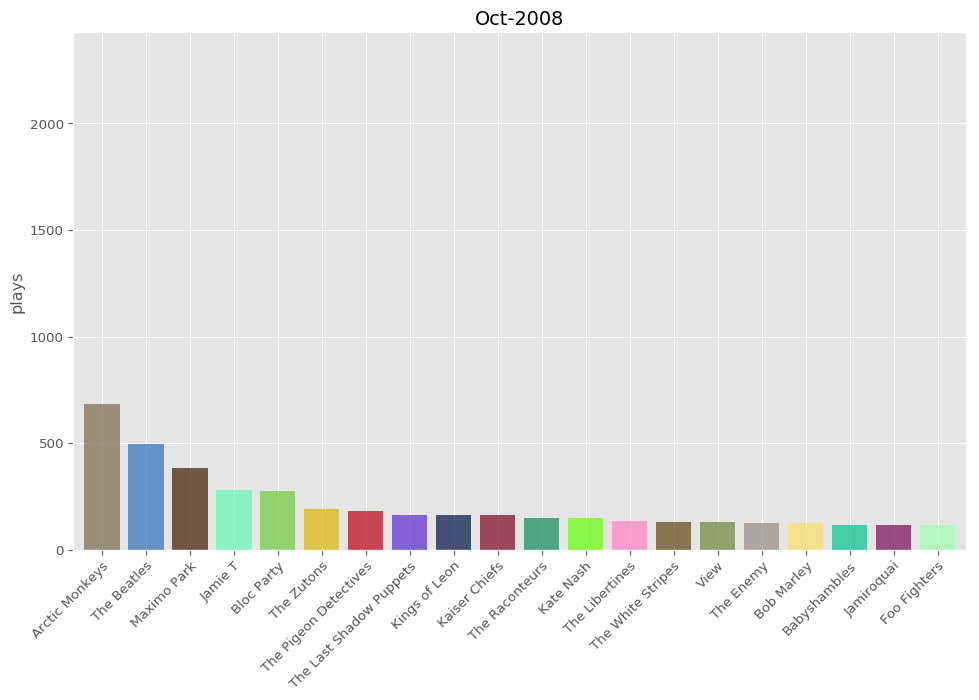 Oct-2008
plays
2000
1500
1000
500
0
Arctic Monkeys
The Beatles
Maximo Park
Jamie T
Bloc Party
The Zutons
The Pigeon Detectives
The Last Shadow Puppets
Kings of Leon
Kaiser Chiefs
The Raconteurs
Kate Nash
The Libertines
The White Stripes
View
The Enemy
Bob Marley
Babyshambles
Jamiroquai
Foo Fighters